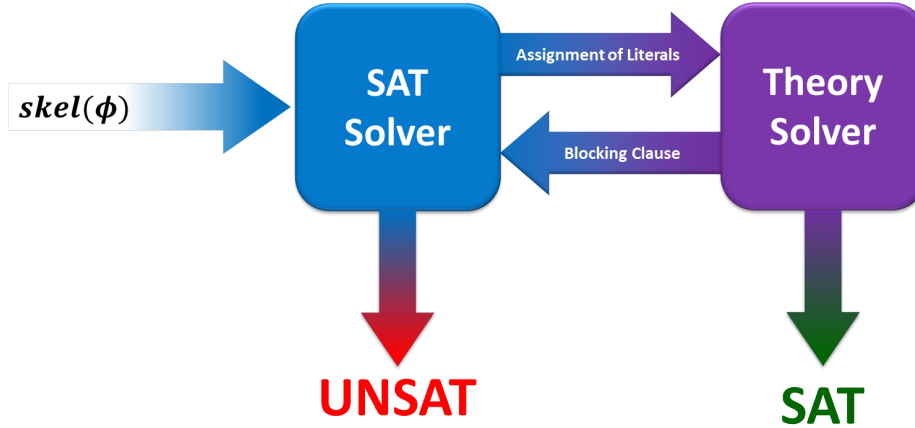 skel(ϕ)
SAT
Solver
Assignment of Literals
Blocking Clause
Theory
Solver
UNSAT
SAT